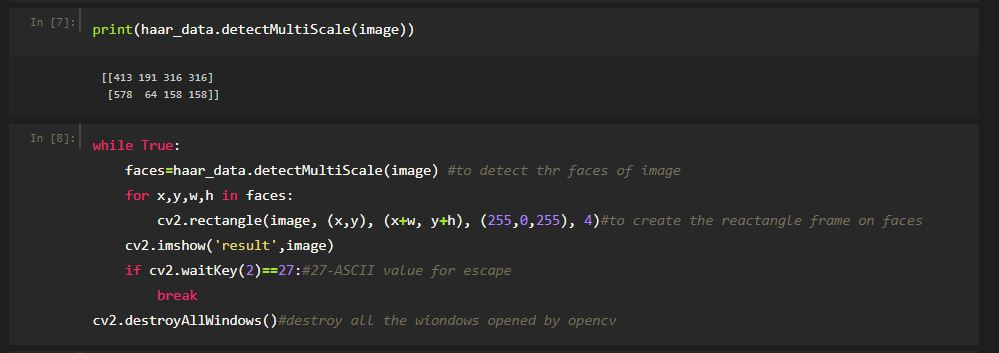 In [7]:
print(haar_data.detectMultiScale(image))
[[413 191 316 316]
 [578  64 158 158]]
In [8]:
while True:
    faces=haar_data.detectMultiScale(image) #to detect thr faces of image
    for x,y,w,h in faces:
        cv2.rectangle(image, (x,y), (x+w, y+h), (255,0,255), 4)#to create the reactangle frame on faces
    cv2.imshow('result',image)
    if cv2.waitKey(2)==27:#27-ASCII value for escape
        break
cv2.destroyAllWindows()#destroy all the wiondows opened by opencv